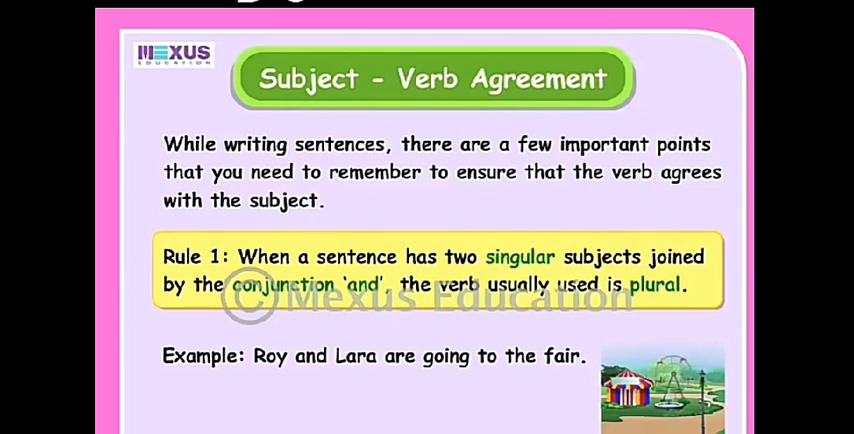 MEXUS
EDUCATION
Subject - Verb Agreement
While writing sentences, there are a few important points
that you need to remember to ensure that the verb agrees
with the subject.
Rule 1: When a sentence has two singular subjects joined
by the conjunction 'and', the verb usually used is plural.
© Mexus Education
Example: Roy and Lara are going to the fair.